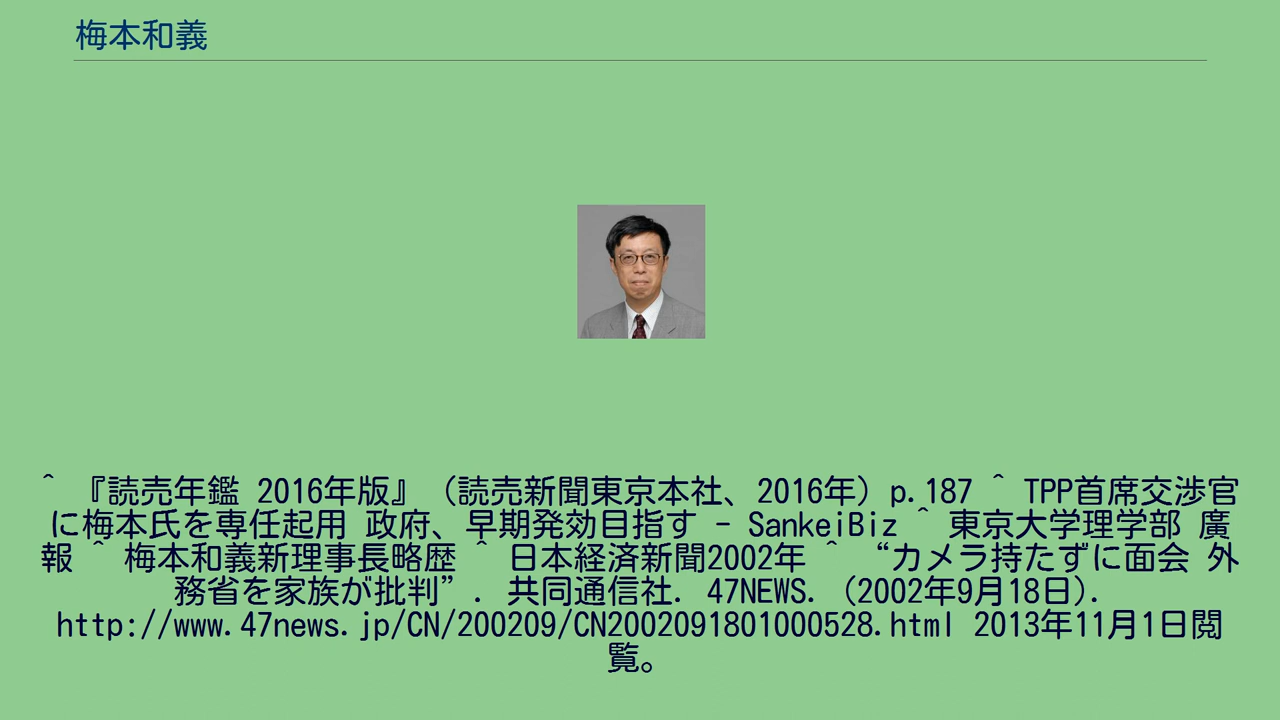 梅本和義
^ 『読売年鑑 2016年版』（読売新聞東京本社、2016年）p.187 ^ TPP首席交渉官
に梅本氏を専任起用 政府、早期発効目指す - SankeiBiz ^ 東京大学理学部 廣
報 ^ 梅本和義新理事長略歴 ^ 日本経済新聞2002年 ^ “カメラ持たずに面会 外
務省を家族が批判”. 共同通信社. 47NEWS. (2002年9月18日).
http://www.47news.jp/CN/200209/CN2002091801000528.html 2013年11月1日閲
覧。